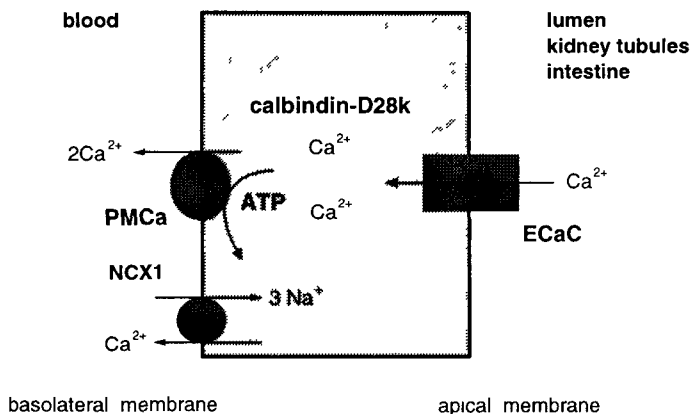 blood
lumen
kidney tubules
intestine
calbindin-D28k
2Ca2+
Ca2+
Ca2+
ATP
Ca2+
PMCa
ECaC
NCX1
3 Na+
Ca2+
basolateral membrane
apical membrane